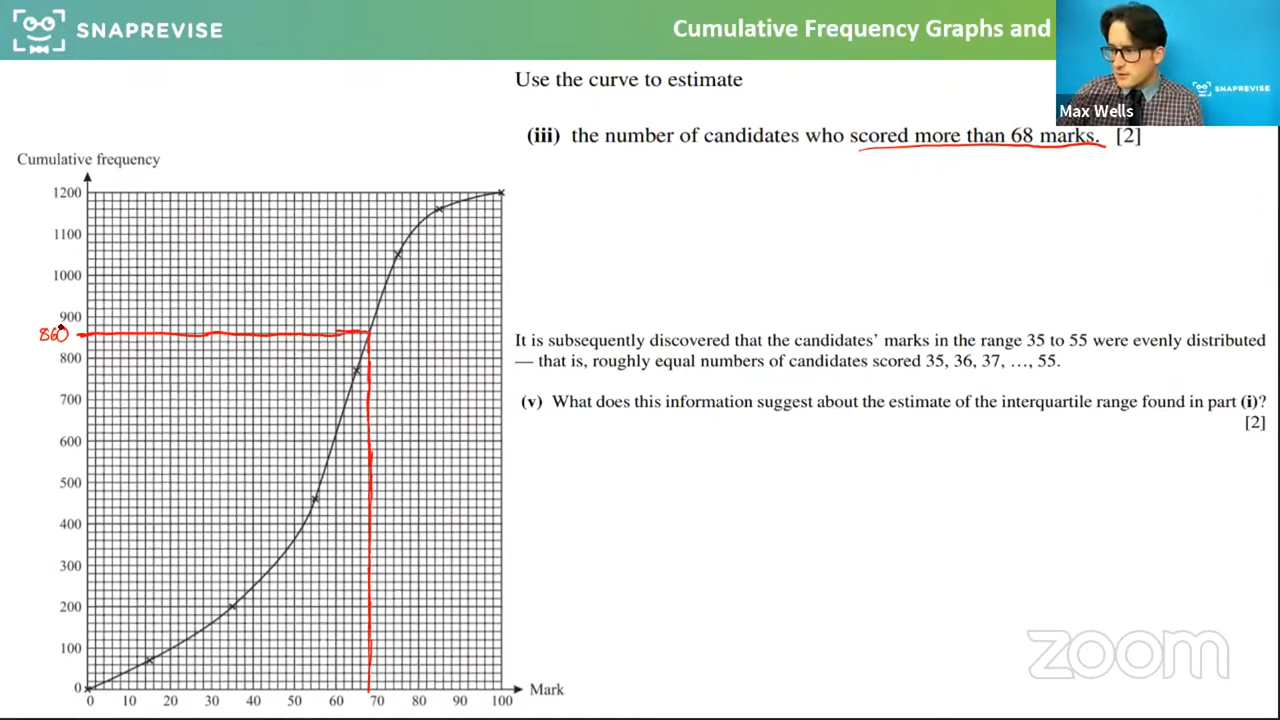 SNAPREVISE
Cumulative Frequency Graphs and
SNAPREVISE
Max Wells
Use the curve to estimate
(iii) the number of candidates who scored more than 68 marks. [2]
Cumulative frequency
1200
1100
1000
900
860
800
700
600
500
400
300
200
100
0
0 10 20 30 40 50 60 70 80 90 100 Mark
It is subsequently discovered that the candidates’ marks in the range 35 to 55 were evenly distributed
— that is, roughly equal numbers of candidates scored 35, 36, 37, …, 55.
(v) What does this information suggest about the estimate of the interquartile range found in part (i)?
[2]
zoom